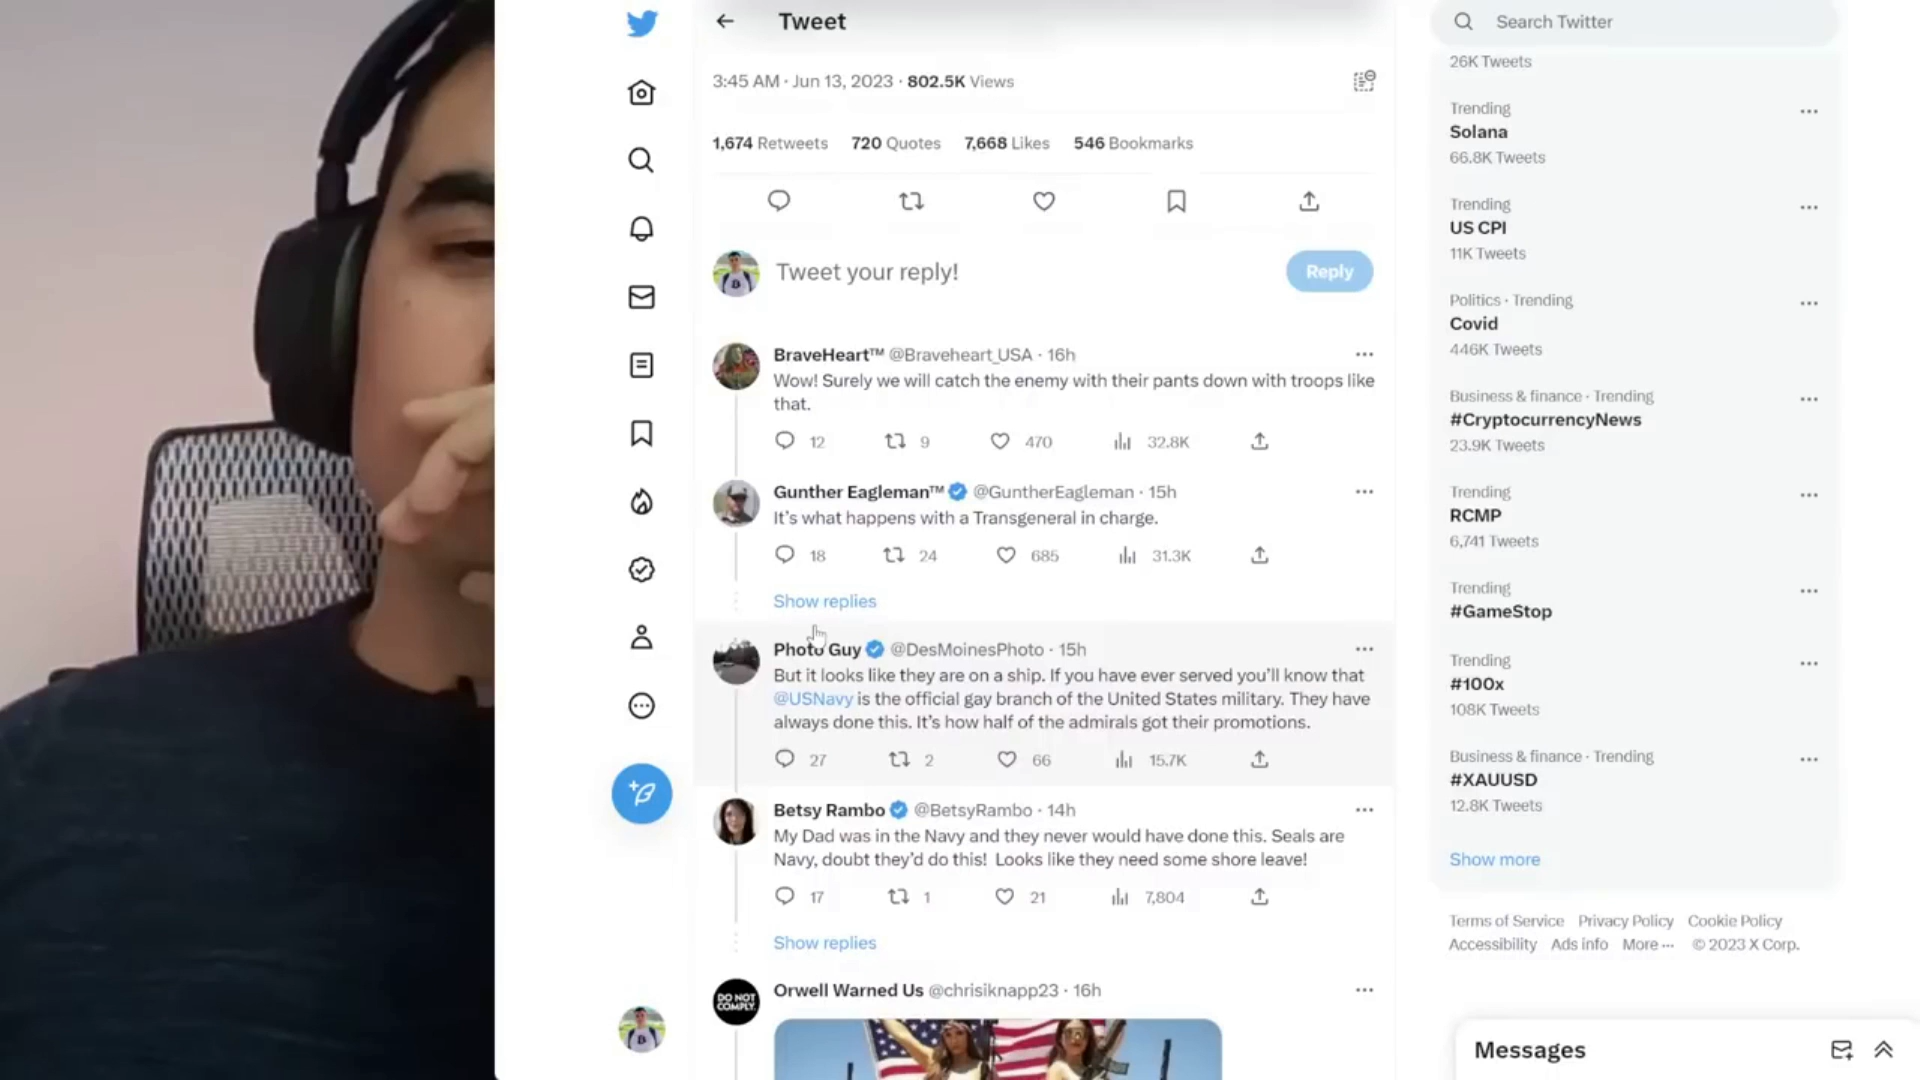 Tweet
3:45 AM · Jun 13, 2023 · 802.5K Views
1,674 Retweets 720 Quotes 7,668 Likes 546 Bookmarks
Tweet your reply!
Reply
BraveHeart™ @Braveheart_USA · 16h
Wow! Surely we will catch the enemy with their pants down with troops like
that.
12 9 470 32.8K
Gunther Eagleman™ @GuntherEagleman · 15h
It's what happens with a Transgeneral in charge.
18 24 685 31.3K
Show replies
Photo Guy @DesMoinesPhoto · 15h
But it looks like they are on a ship. If you have ever served you'll know that
@USNavy is the official gay branch of the United States military. They have
always done this. It's how half of the admirals got their promotions.
27 2 66 15.7K
Betsy Rambo @BetsyRambo · 14h
My Dad was in the Navy and they never would have done this. Seals are
Navy, doubt they'd do this! Looks like they need some shore leave!
17 1 21 7,804
Show replies
DO NOT
COMPLY.
Orwell Warned Us @chrisiknapp23 · 16h
Search Twitter
26K Tweets
Trending
Solana
66.8K Tweets
Trending
US CPI
11K Tweets
Politics · Trending
Covid
446K Tweets
Business & finance · Trending
#CryptocurrencyNews
23.9K Tweets
Trending
RCMP
6,741 Tweets
Trending
#GameStop
Trending
#100x
108K Tweets
Business & finance · Trending
#XAUUSD
12.8K Tweets
Show more
Terms of Service Privacy Policy Cookie Policy
Accessibility Ads info More ··· © 2023 X Corp.
Messages